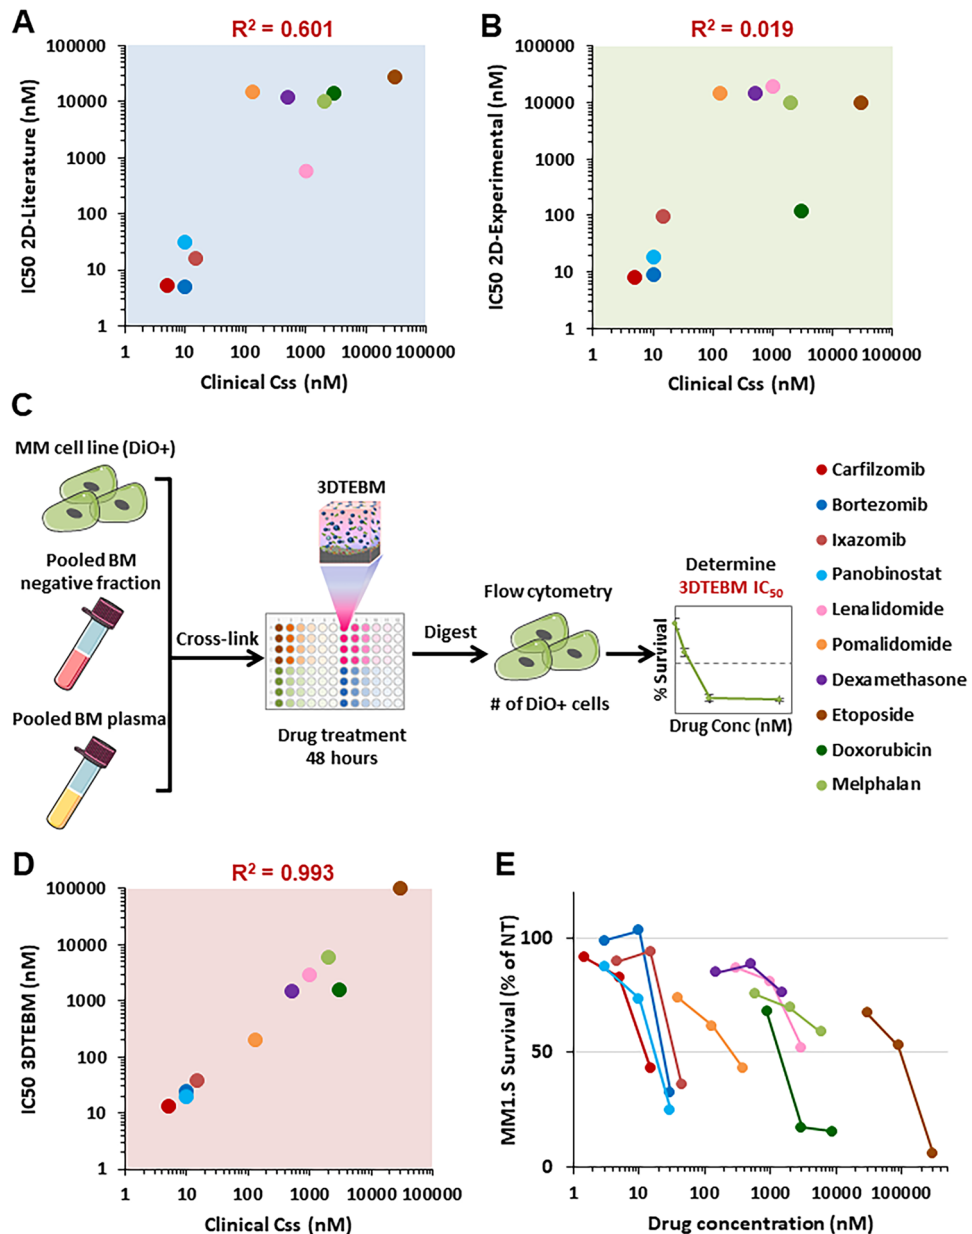 A
R² = 0.601
IC50 2D-Literature (nM)
100000
10000
1000
100
10
1
1 10 100 1000 10000 100000
Clinical Css (nM)
B
R² = 0.019
IC50 2D-Experimental (nM)
100000
10000
1000
100
10
1
1 10 100 1000 10000 100000
Clinical Css (nM)
C
MM cell line (DiO+)
Pooled BM
negative fraction
Pooled BM plasma
Cross-link
3DTEBM
Drug treatment
48 hours
Digest
Flow cytometry
# of DiO+ cells
Determine
3DTEBM IC₅₀
% Survival
Drug Conc (nM)
Carfilzomib
Bortezomib
Ixazomib
Panobinostat
Lenalidomide
Pomalidomide
Dexamethasone
Etoposide
Doxorubicin
Melphalan
D
R² = 0.993
IC50 3DTEBM (nM)
100000
10000
1000
100
10
1
1 10 100 1000 10000 100000
Clinical Css (nM)
E
MM1.S Survival (% of NT)
100
50
0
1 10 100 1000 10000 100000
Drug concentration (nM)